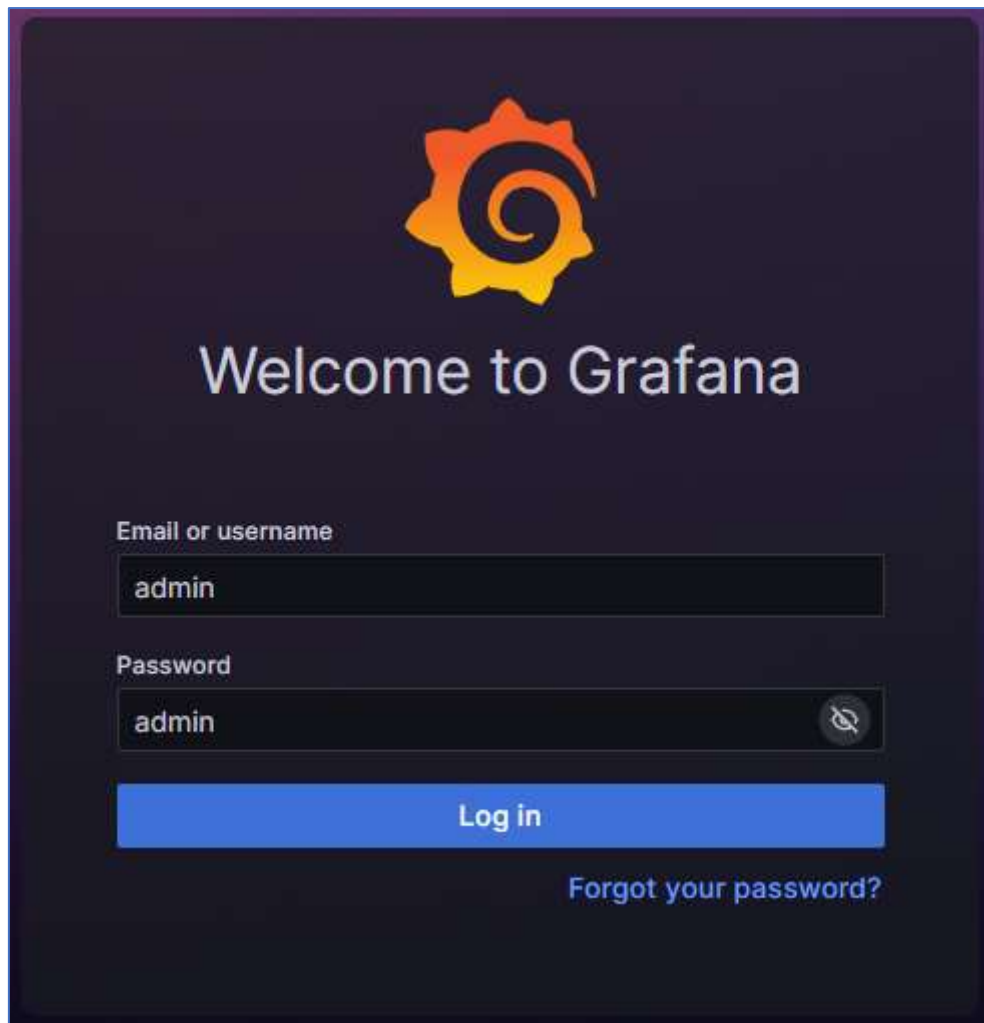 Welcome to Grafana
Email or username
admin
Password
admin
Log in
Forgot your password?